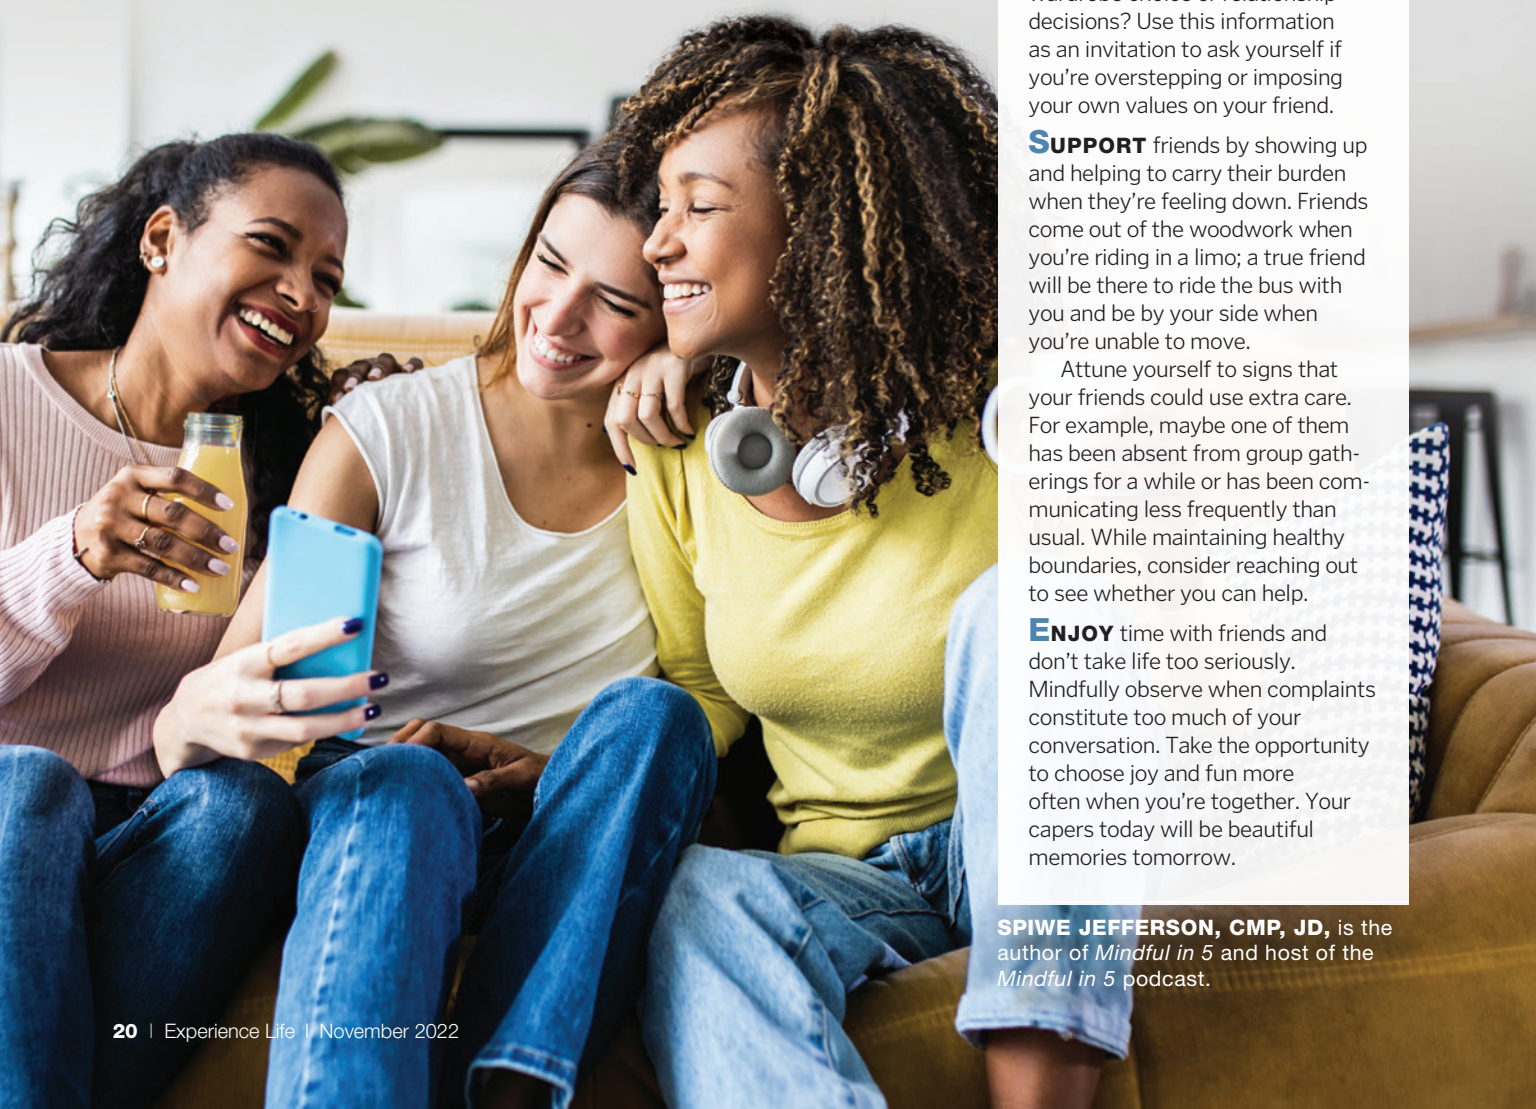 decisions? Use this information
as an invitation to ask yourself if
you're overstepping or imposing
your own values on your friend.
SUPPORT friends by showing up
and helping to carry their burden
when they're feeling down. Friends
come out of the woodwork when
you're riding in a limo; a true friend
will be there to ride the bus with
you and be by your side when
you're unable to move.
Attune yourself to signs that
your friends could use extra care.
For example, maybe one of them
has been absent from group gath-
erings for a while or has been com-
municating less frequently than
usual. While maintaining healthy
boundaries, consider reaching out
to see whether you can help.
ENJOY time with friends and
don't take life too seriously.
Mindfully observe when complaints
constitute too much of your
conversation. Take the opportunity
to choose joy and fun more
often when you're together. Your
capers today will be beautiful
memories tomorrow.
SPIWE JEFFERSON, CMP, JD, is the
author of Mindful in 5 and host of the
Mindful in 5 podcast.
20 | Experience Life | November 2022